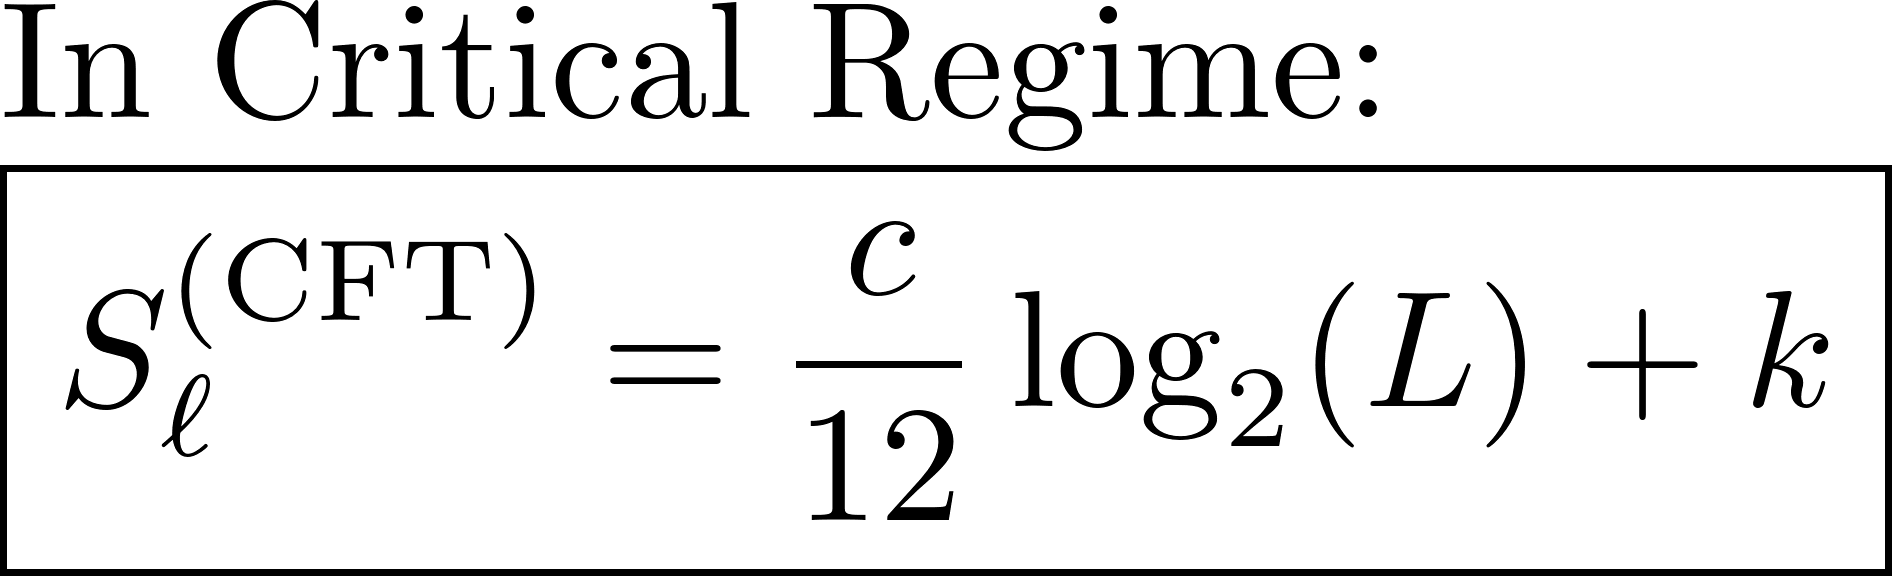 In Critical Regime:
S_ℓ^(CFT) = c/12 log_2(L) + k